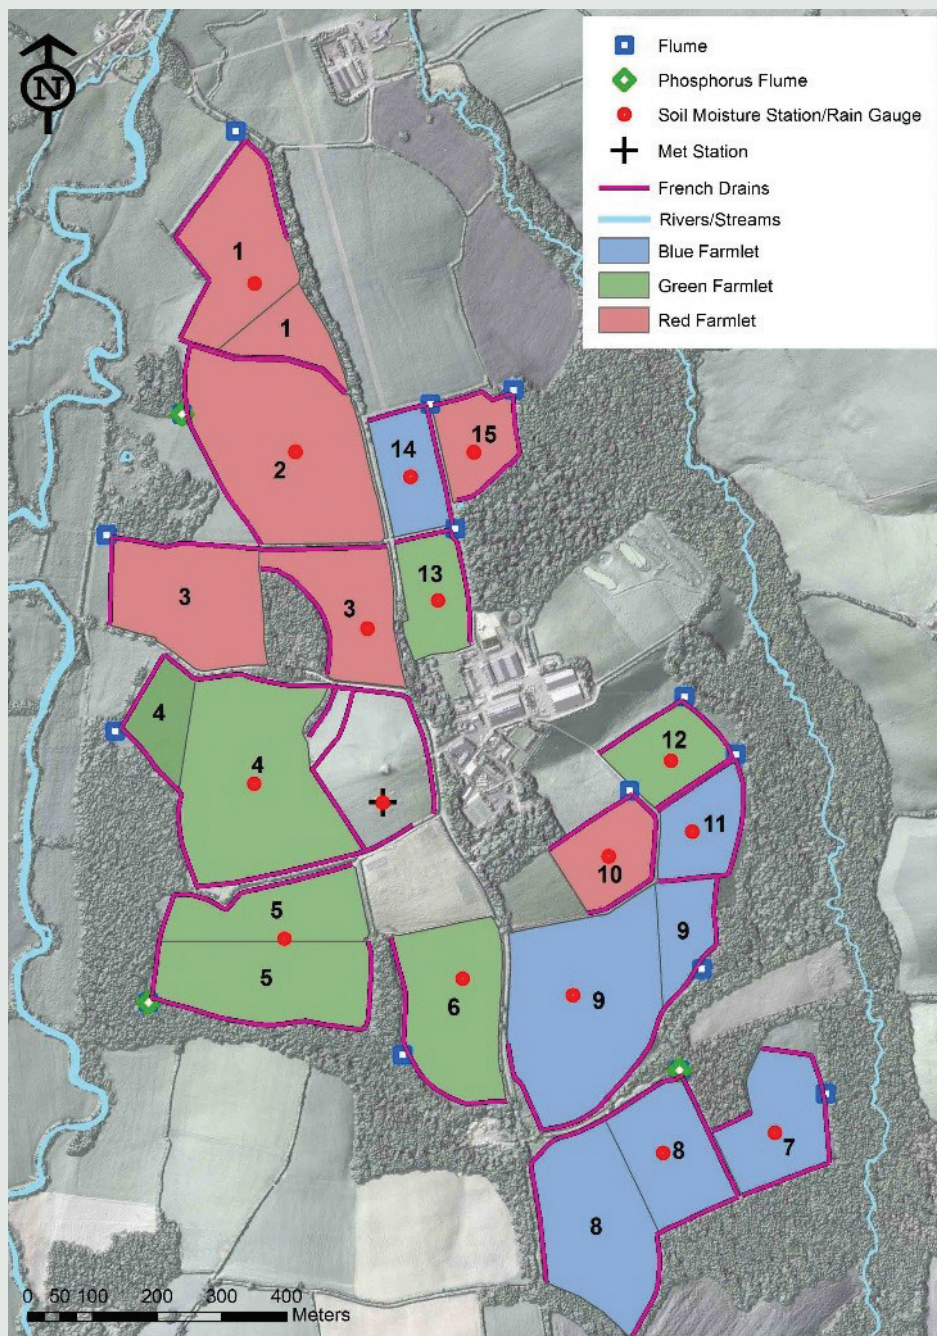 N
Flume
Phosphorus Flume
Soil Moisture Station/Rain Gauge
Met Station
French Drains
Rivers/Streams
Blue Farmlet
Green Farmlet
Red Farmlet
1
1
2
14
15
3
3
13
4
4
12
11
10
5
5
6
9
9
8
8
7
0 50 100 200 300 400
Meters